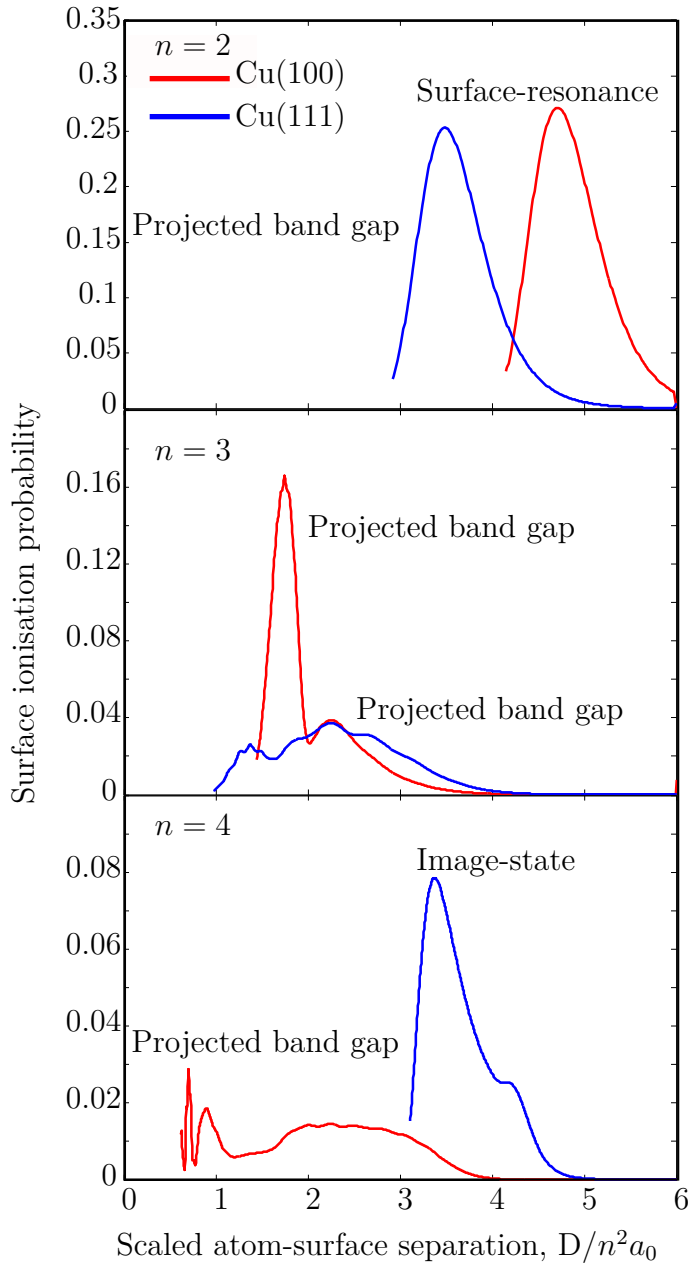 0.35
n = 2
0.3
Cu(100)
Cu(111)
Surface-resonance
0.25
0.2
Projected band gap
0.15
0.1
0.05
0
n = 3
0.16
Projected band gap
0.12
0.08
Projected band gap
0.04
0
n = 4
Image-state
0.08
0.06
0.04
Projected band gap
0.02
0
0 1 2 3 4 5 6
Scaled atom-surface separation, D/n²a₀
Surface ionisation probability